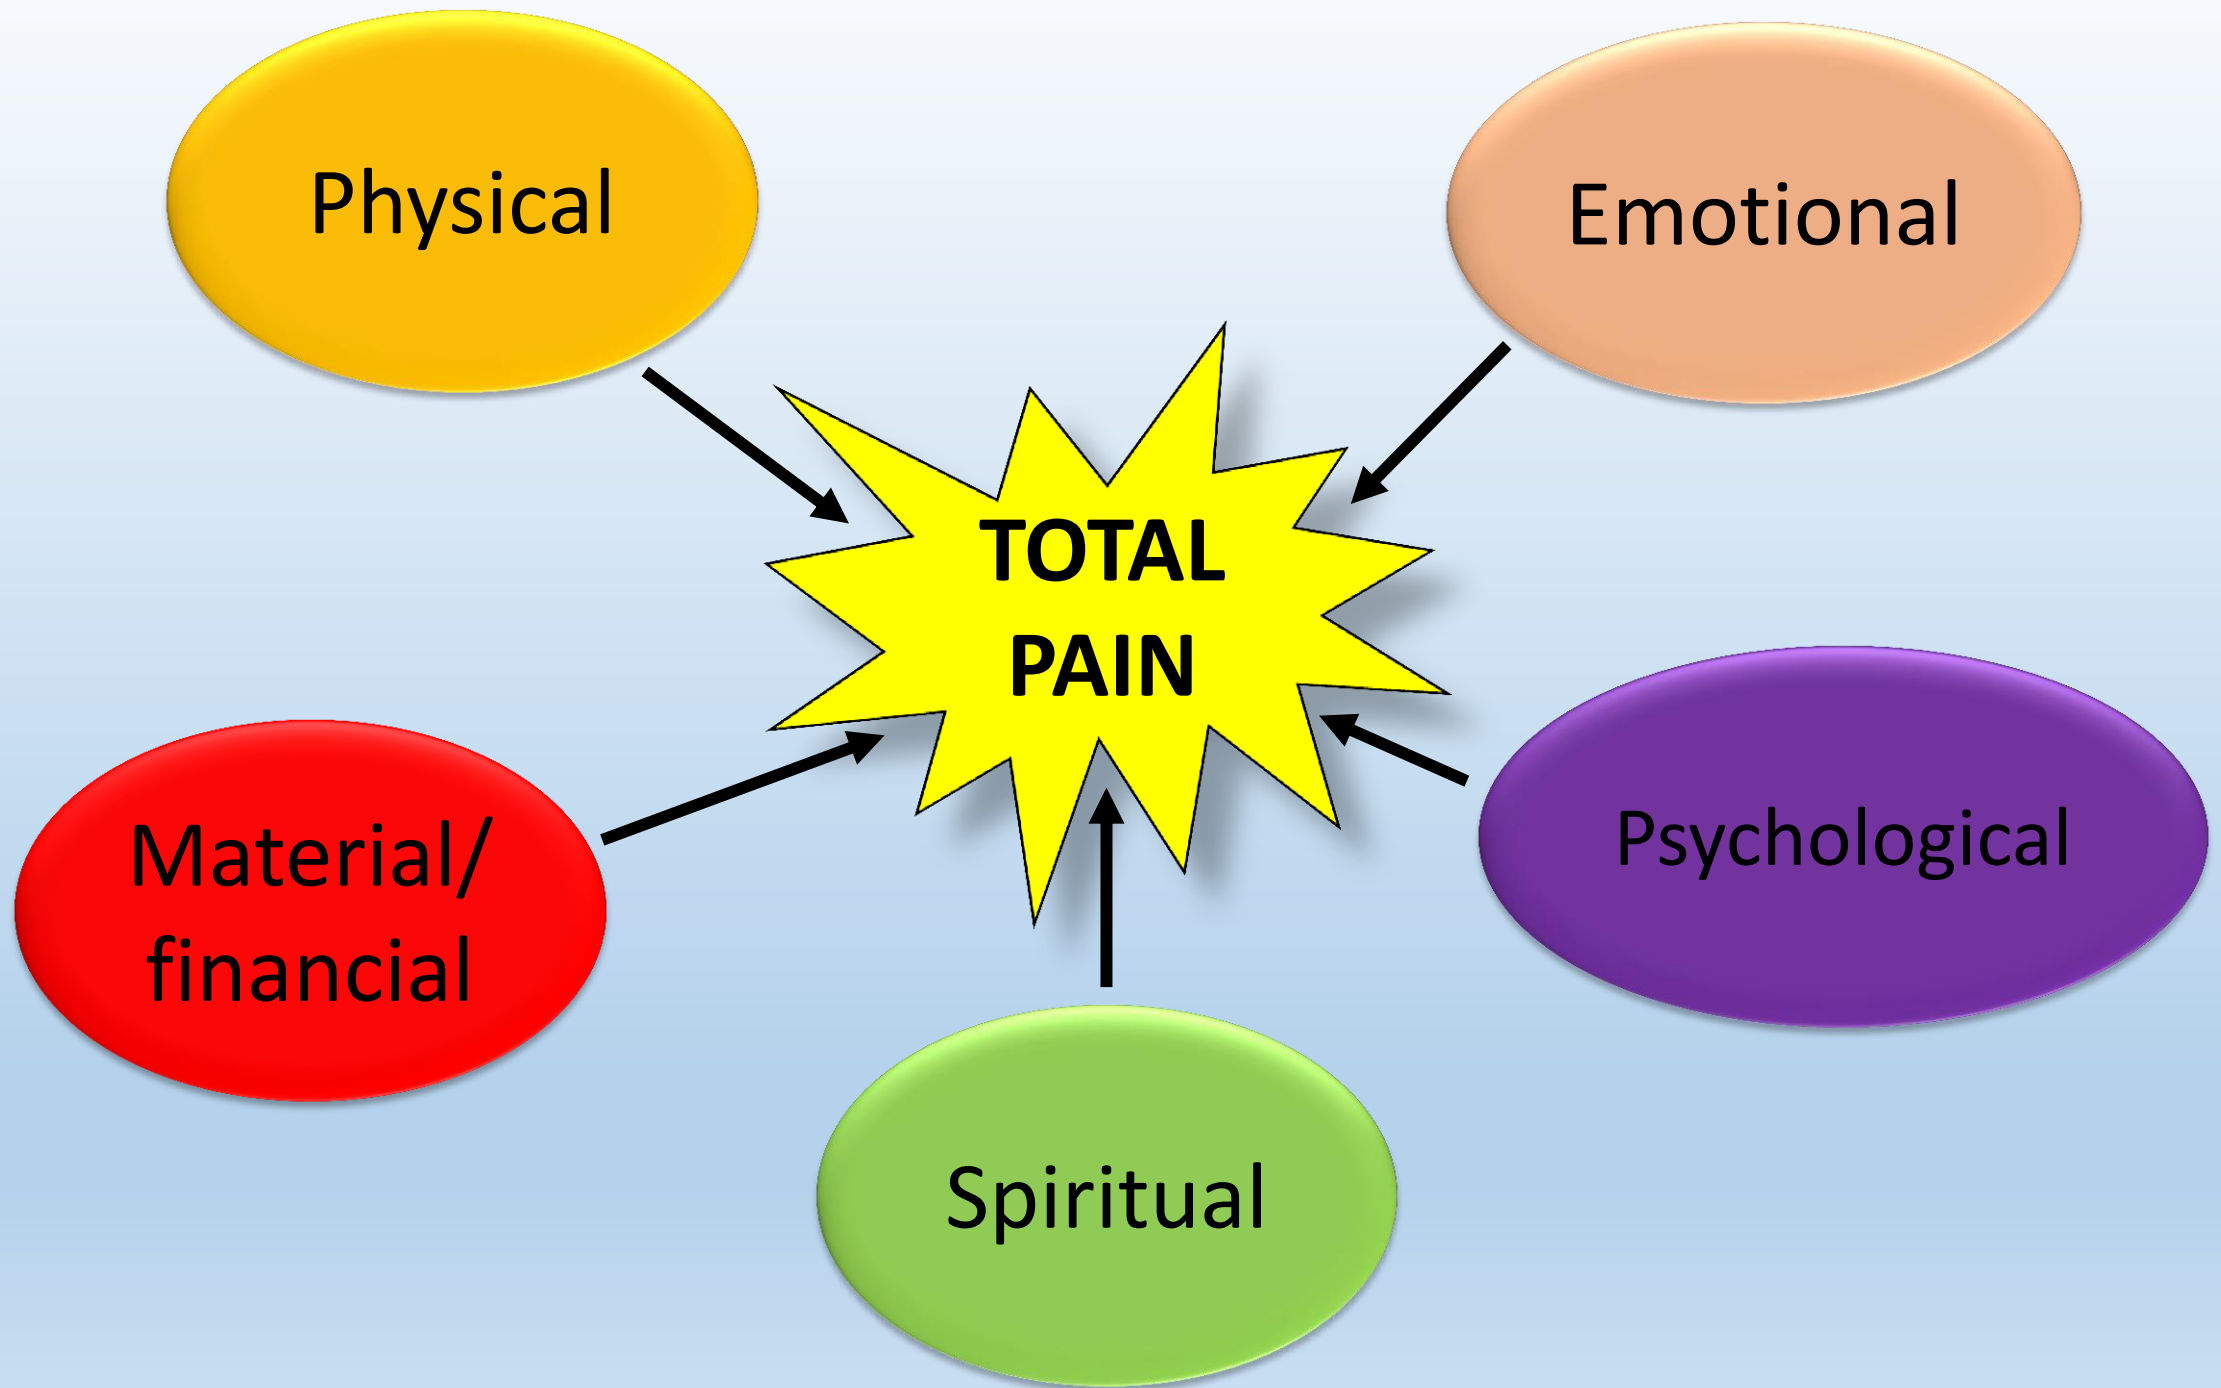 Physical
Emotional
TOTAL
PAIN
Material/
financial
Psychological
Spiritual